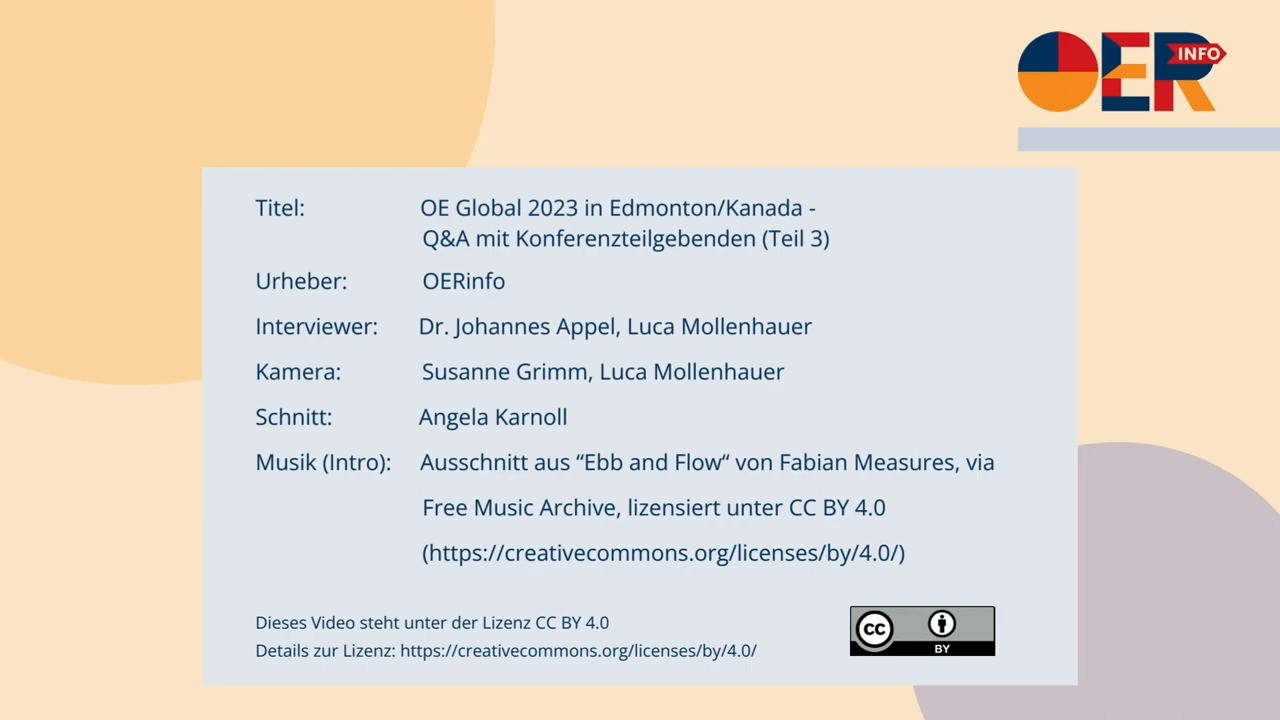 OER INFO
Titel: OE Global 2023 in Edmonton/Kanada -
Q&A mit Konferenzteilgebenden (Teil 3)
Urheber: OERinfo
Interviewer: Dr. Johannes Appel, Luca Mollenhauer
Kamera: Susanne Grimm, Luca Mollenhauer
Schnitt: Angela Karnoll
Musik (Intro): Ausschnitt aus “Ebb and Flow“ von Fabian Measures, via
Free Music Archive, lizensiert unter CC BY 4.0
(https://creativecommons.org/licenses/by/4.0/)
Dieses Video steht unter der Lizenz CC BY 4.0
Details zur Lizenz: https://creativecommons.org/licenses/by/4.0/
cc
BY